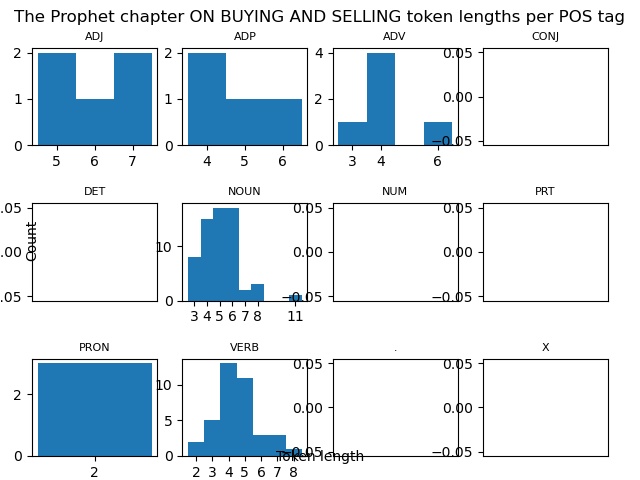 The Prophet chapter ON BUYING AND SELLING token lengths per POS tag
ADJ ADP ADV CONJ
2 2 4 0.05
1 1 2 0.00
0 0 0 −0.05
5 6 7 4 5 6 3 4 6
DET NOUN NUM PRT
0.05 0.05 0.05
Count
0.00 10 0.00 0.00
0.05 0 −0.05 −0.05
3 4 5 6 7 8 11
PRON VERB . X
2 10 0.05 0.05
5 0.00 0.00
0 0 −0.05 −0.05
2 2 3 4 5 6 7 8
Token length